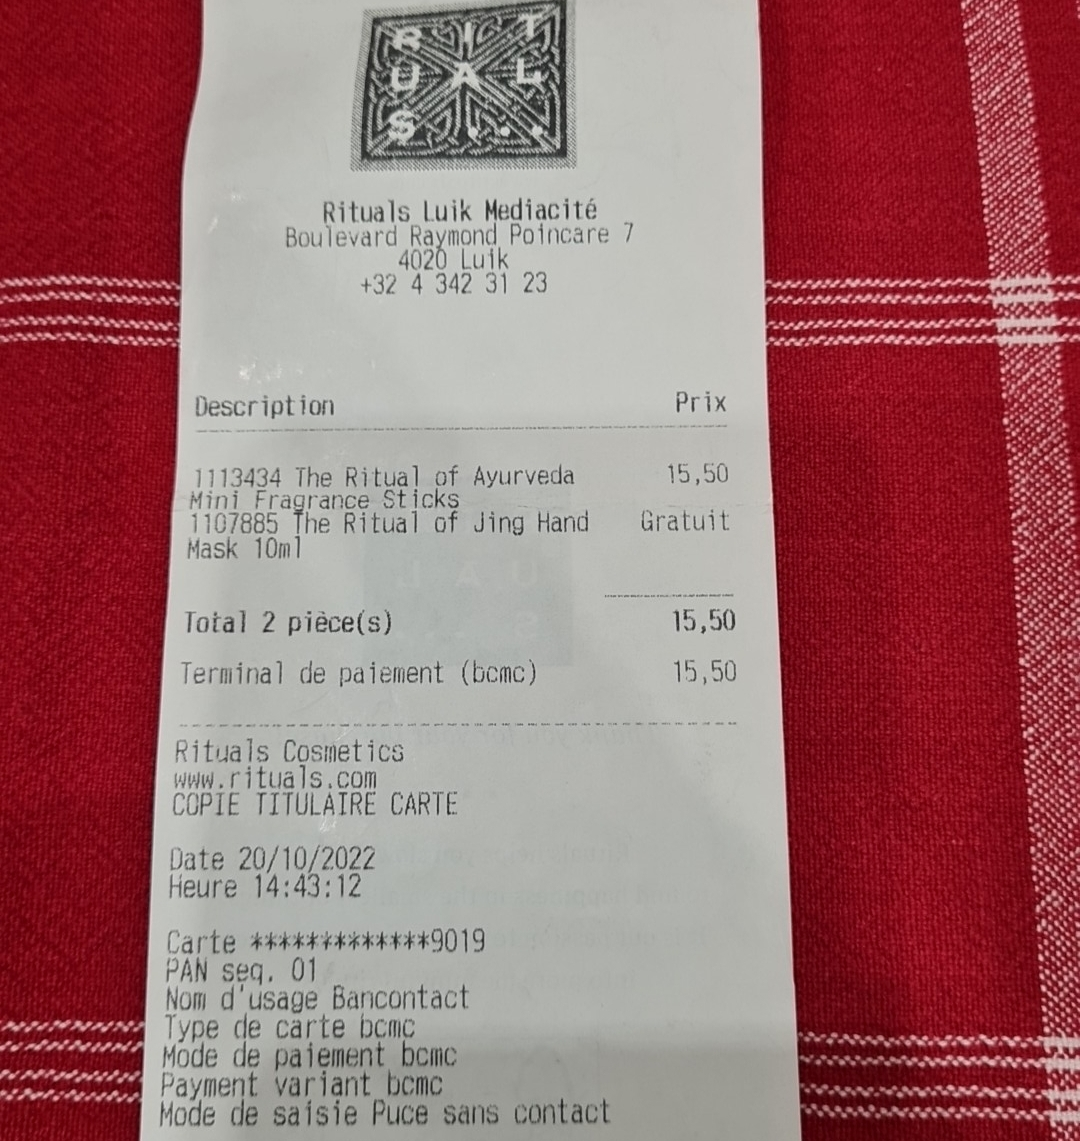 R I T
U A L
S . . .
Rituals Luik Mediacité
Boulevard Raymond Poincare 7
4020 Luik
+32 4 342 31 23
Description Prix
1113434 The Ritual of Ayurveda 15,50
Mini Fragrance Sticks
1107885 The Ritual of Jing Hand Gratuit
Mask 10ml
Total 2 pièce(s) 15,50
Terminal de paiement (bcmc) 15,50
Rituals Cosmetics
www.rituals.com
COPIE TITULAIRE CARTE
Date 20/10/2022
Heure 14:43:12
Carte *************9019
PAN seq. 01
Nom d'usage Bancontact
Type de carte bcmc
Mode de paiement bcmc
Payment variant bcmc
Mode de saisie Puce sans contact